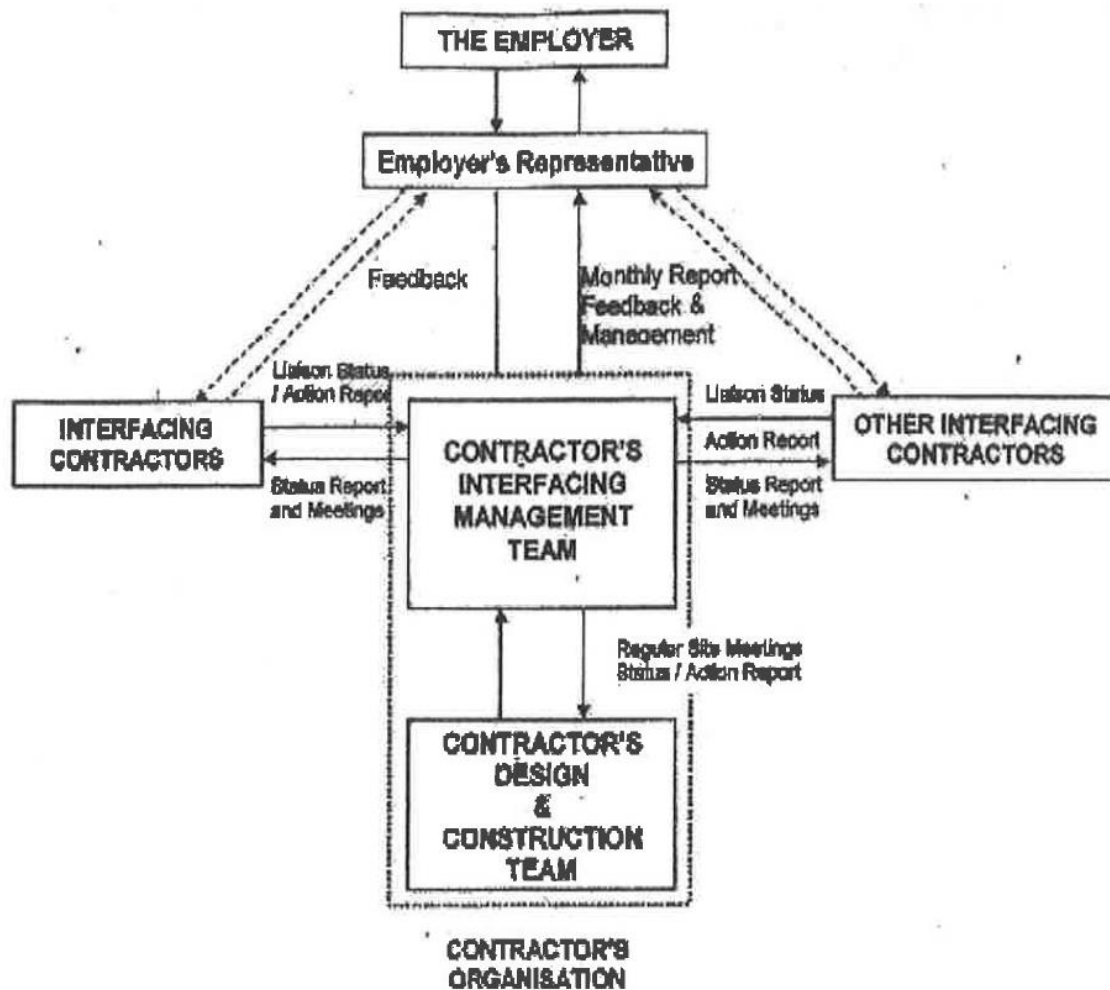 THE EMPLOYER
Employer's Representative
Feedback
Monthly Report
Feedback &
Management
Liaison Status
/ Action Report
Liaison Status
INTERFACING
CONTRACTORS
CONTRACTOR'S
INTERFACING
MANAGEMENT
TEAM
OTHER INTERFACING
CONTRACTORS
Action Report
Status Report
and Meetings
Status Report
and Meetings
Regular Site Meetings
Status / Action Report
CONTRACTOR'S
DESIGN
&
CONSTRUCTION
TEAM
CONTRACTOR'S
ORGANISATION